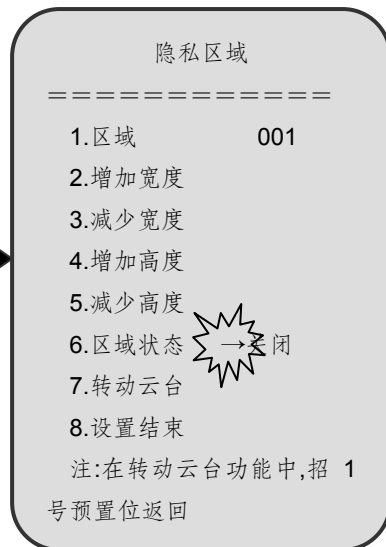 隐私区域
============
1.区域 001
2.增加宽度
3.减少宽度
4.增加高度
5.减少高度
6.区域状态 →关闭
7.转动云台
8.设置结束
注:在转动云台功能中,招 1
号预置位返回